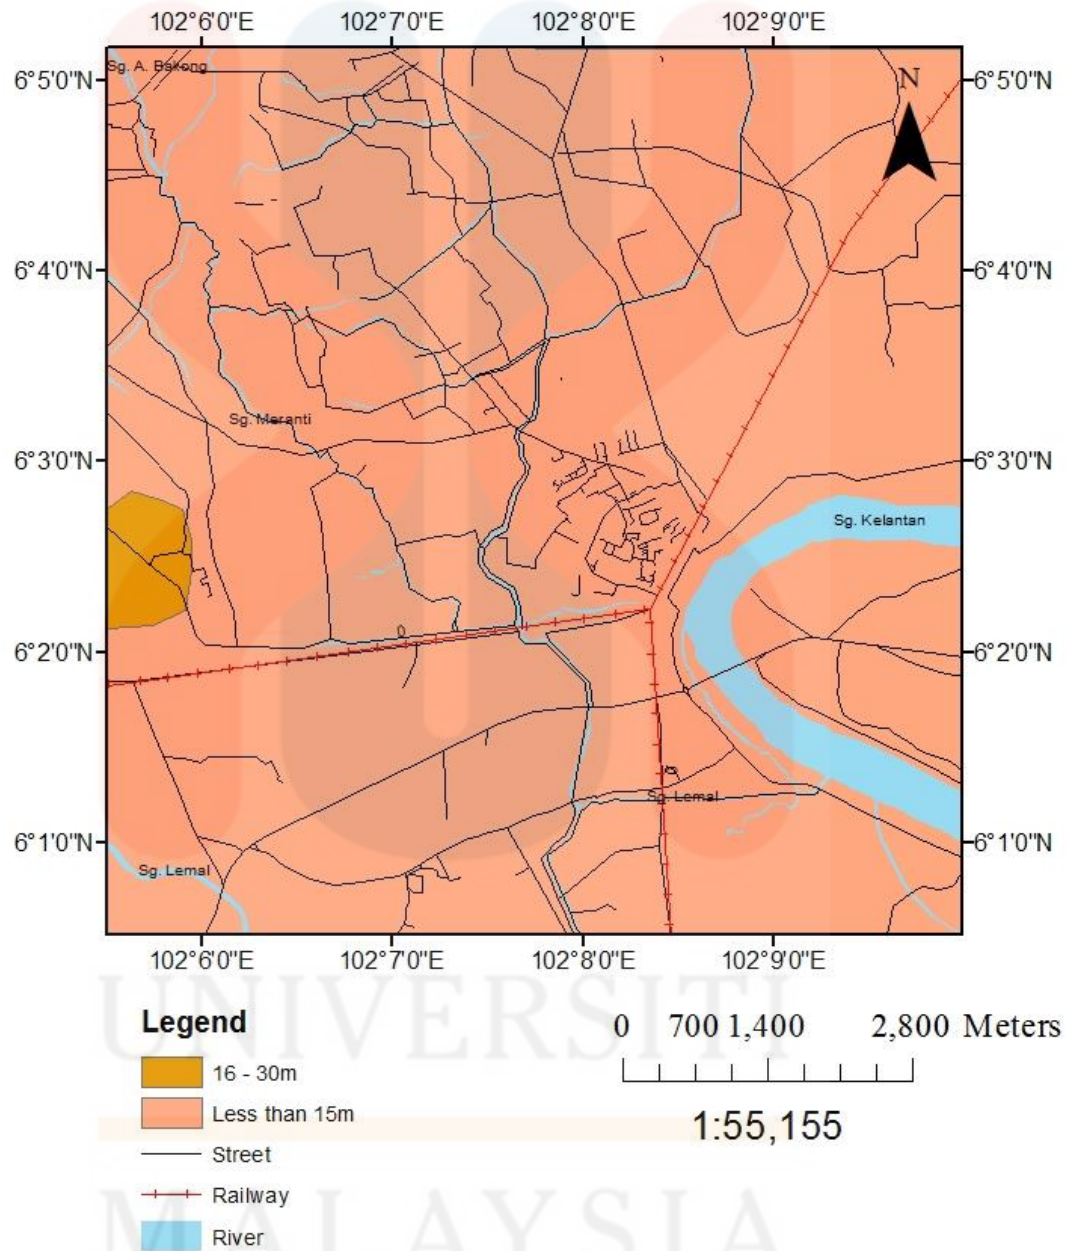 102°6'0"E 102°7'0"E 102°8'0"E 102°9'0"E
Sg. A. Bakong
6°5'0"N 6°5'0"N
N
6°4'0"N 6°4'0"N
Sg. Meranti
6°30'0"N 6°3'0"N
Sg. Kelantan
6°20'0"N 6°20'0"N
Sg. Lemal
6°1'0"N 6°1'0"N
Sg. Lemal
102°6'0"E 102°7'0"E 102°8'0"E 102°9'0"E
UNIVERSITI
Legend
0 700 1,400 2,800 Meters
16 - 30m
Less than 15m
1:55,155
Street
Railway
MALAYSIA
River